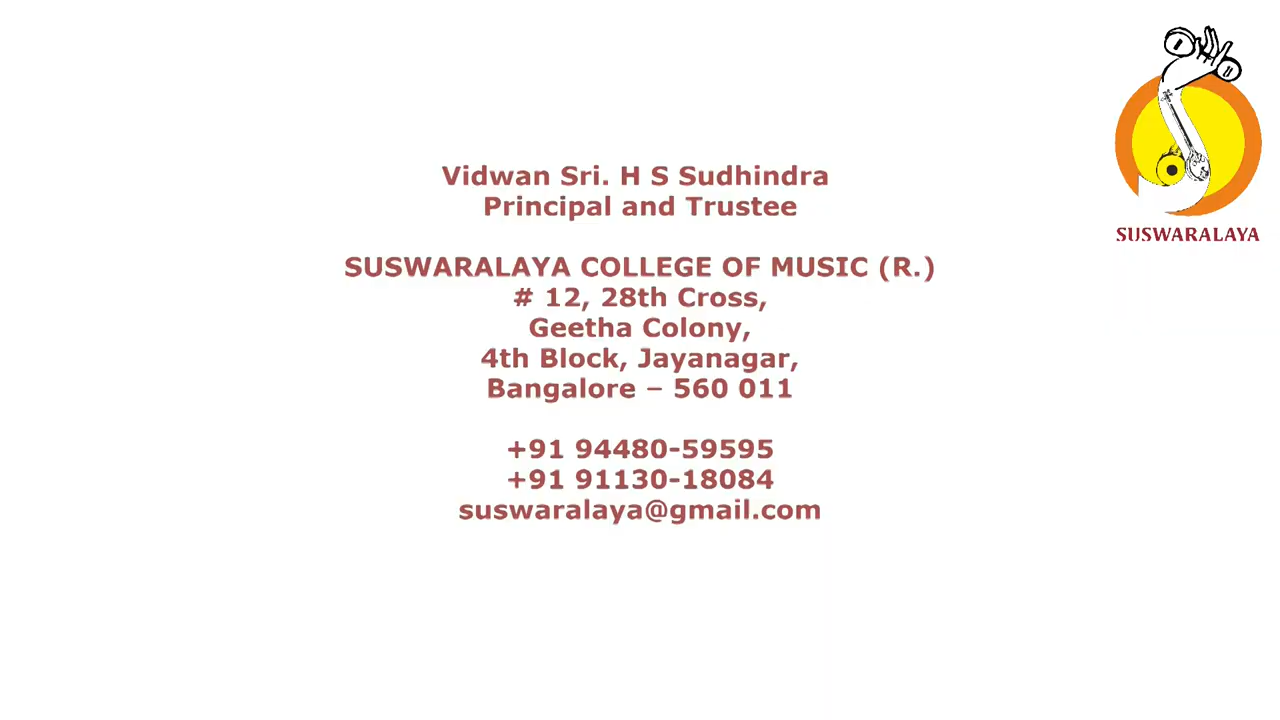 Vidwan Sri. H S Sudhindra
Principal and Trustee
SUSWARALAYA COLLEGE OF MUSIC (R.)
# 12, 28th Cross,
Geetha Colony,
4th Block, Jayanagar,
Bangalore – 560 011
+91 94480-59595
+91 91130-18084
suswaralaya@gmail.com
SUSWARALAYA